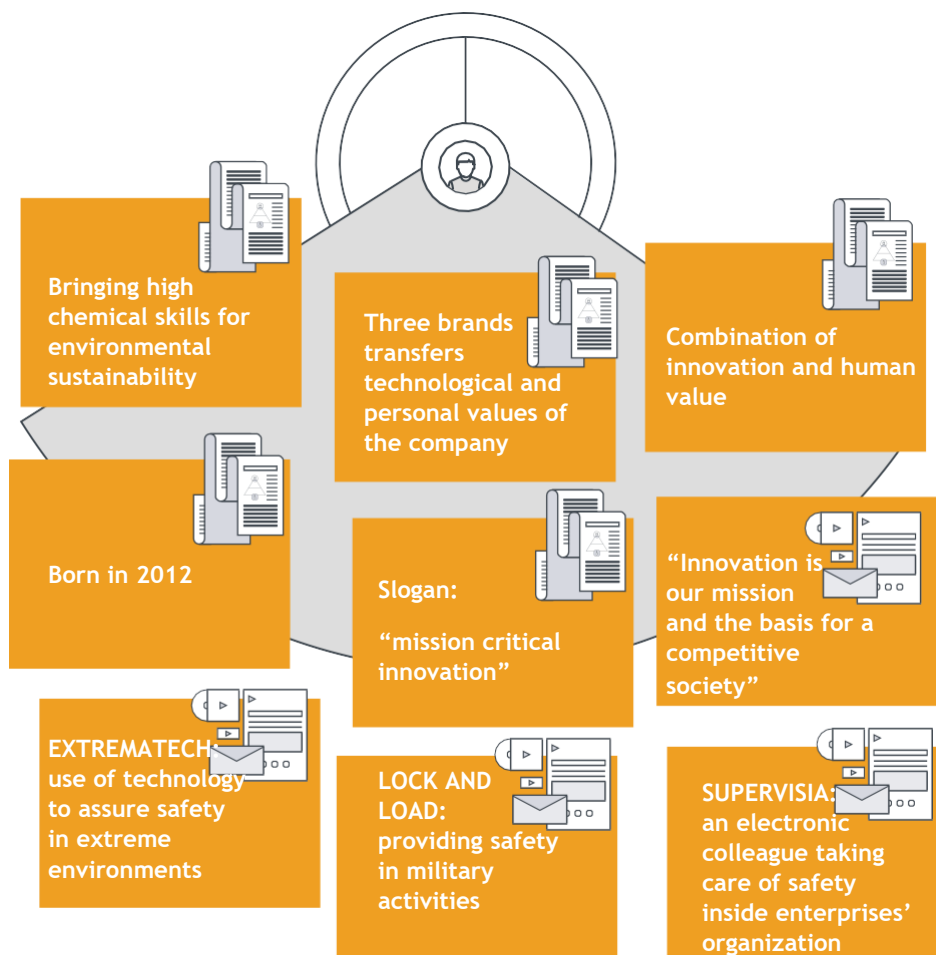 Bringing high
chemical skills for
environmental
sustainability
Three brands
transfers
technological and
personal values of
the company
Combination of
innovation and human
value
Born in 2012
Slogan:
“mission critical
innovation”
“Innovation is
our mission
and the basis for a
competitive
society”
EXTREMATECH:
use of technology
to assure safety
in extreme
environments
LOCK AND
LOAD:
providing safety
in military
activities
SUPERVISIA:
an electronic
colleague taking
care of safety
inside enterprises’
organization